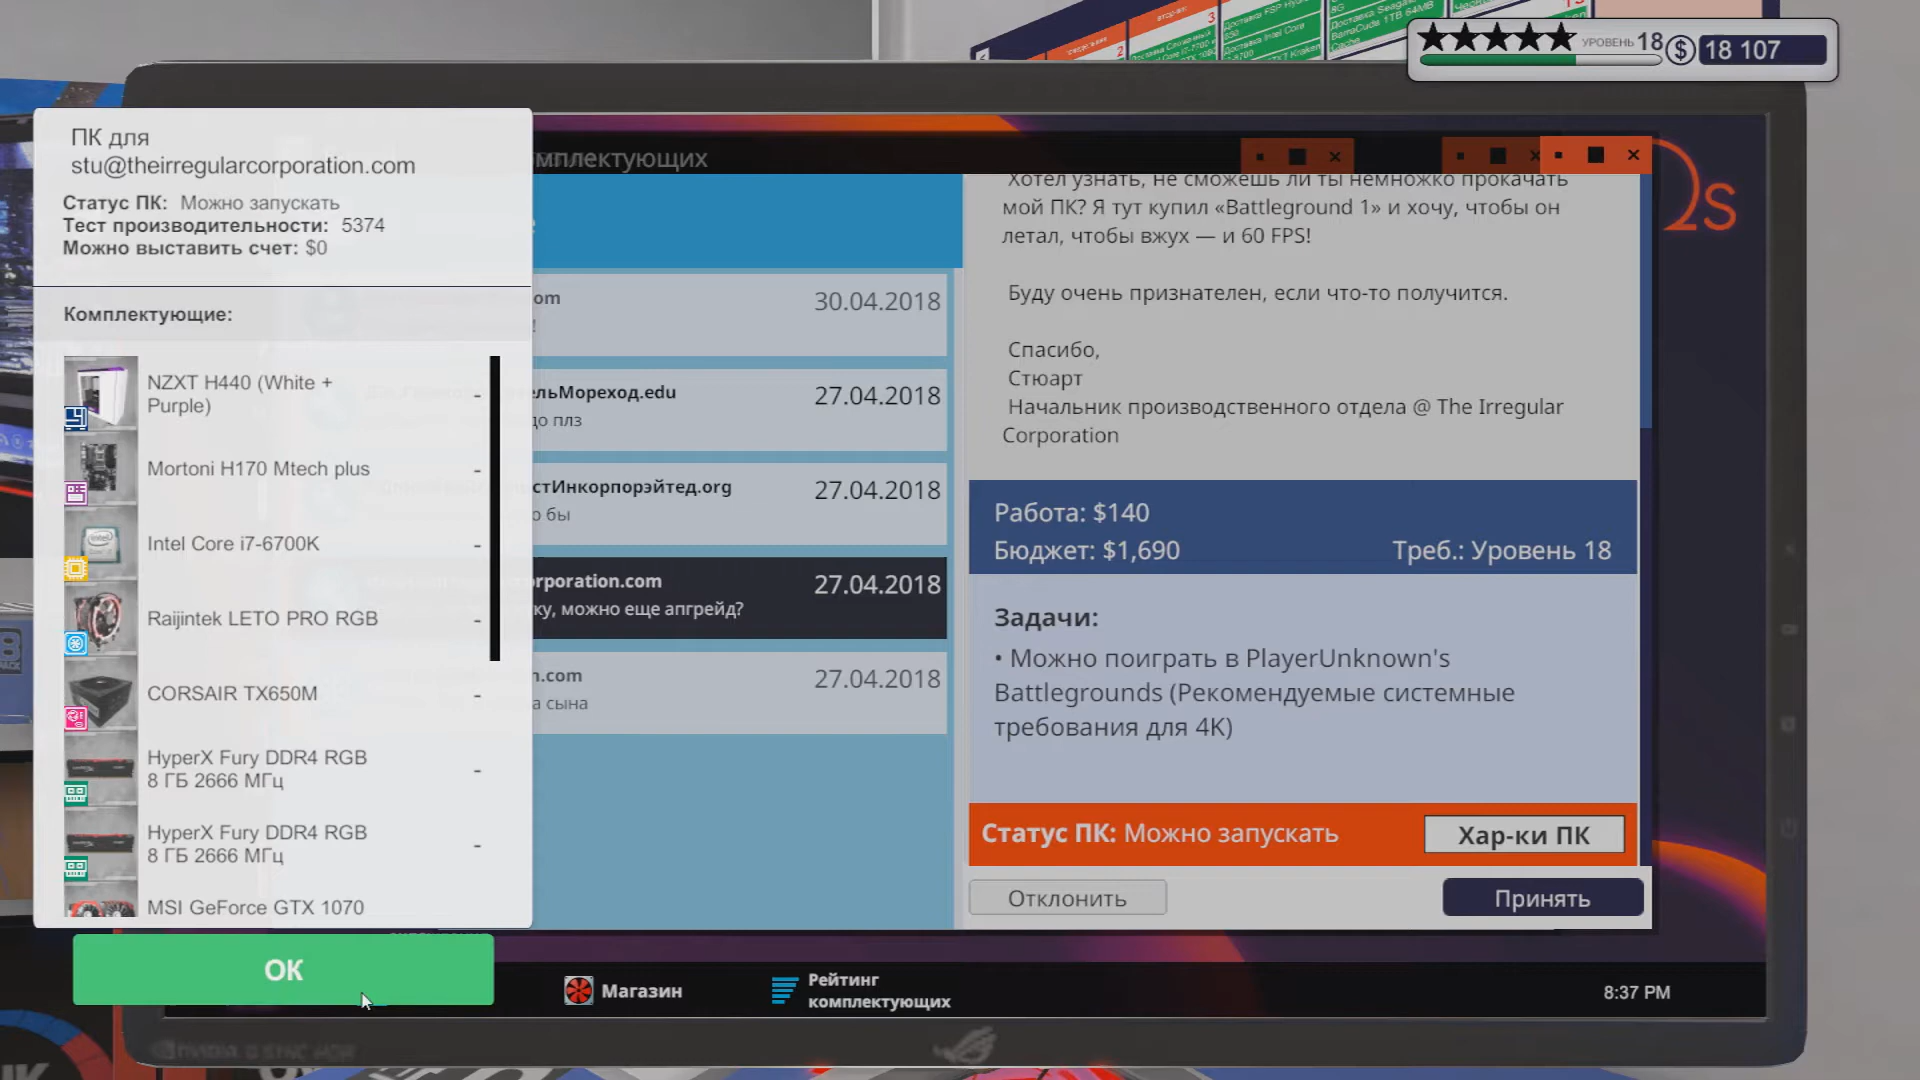 УРОВЕНЬ 18
$ 18 107
ПК для
stu@theirregularcorporation.com
Статус ПК: Можно запускать
Тест производительности: 5374
Можно выставить счет: $0
Комплектующие:
NZXT H440 (White +
Purple)
-
Mortoni H170 Mtech plus
-
Intel Core i7-6700K
-
Raijintek LETO PRO RGB
-
CORSAIR TX650M
-
HyperX Fury DDR4 RGB
8 ГБ 2666 МГц
-
HyperX Fury DDR4 RGB
8 ГБ 2666 МГц
-
MSI GeForce GTX 1070
OK
мплектующих
om
30.04.2018
!
ельМореход.edu
27.04.2018
до плз
стИнкорпорэйтед.org
27.04.2018
о бы
orporation.com
27.04.2018
ку, можно еще апгрейд?
n.com
27.04.2018
а сына
Хотел узнать, не сможешь ли ты немножко прокачать
мой ПК? Я тут купил «Battleground 1» и хочу, чтобы он
летал, чтобы вжух — и 60 FPS!
Буду очень признателен, если что-то получится.
Спасибо,
Стюарт
Начальник производственного отдела @ The Irregular
Corporation
Работа: $140
Бюджет: $1,690
Треб.: Уровень 18
Задачи:
• Можно поиграть в PlayerUnknown's
Battlegrounds (Рекомендуемые системные
требования для 4K)
Статус ПК: Можно запускать
Хар-ки ПК
Отклонить
Принять
Магазин
Рейтинг
комплектующих
8:37 PM